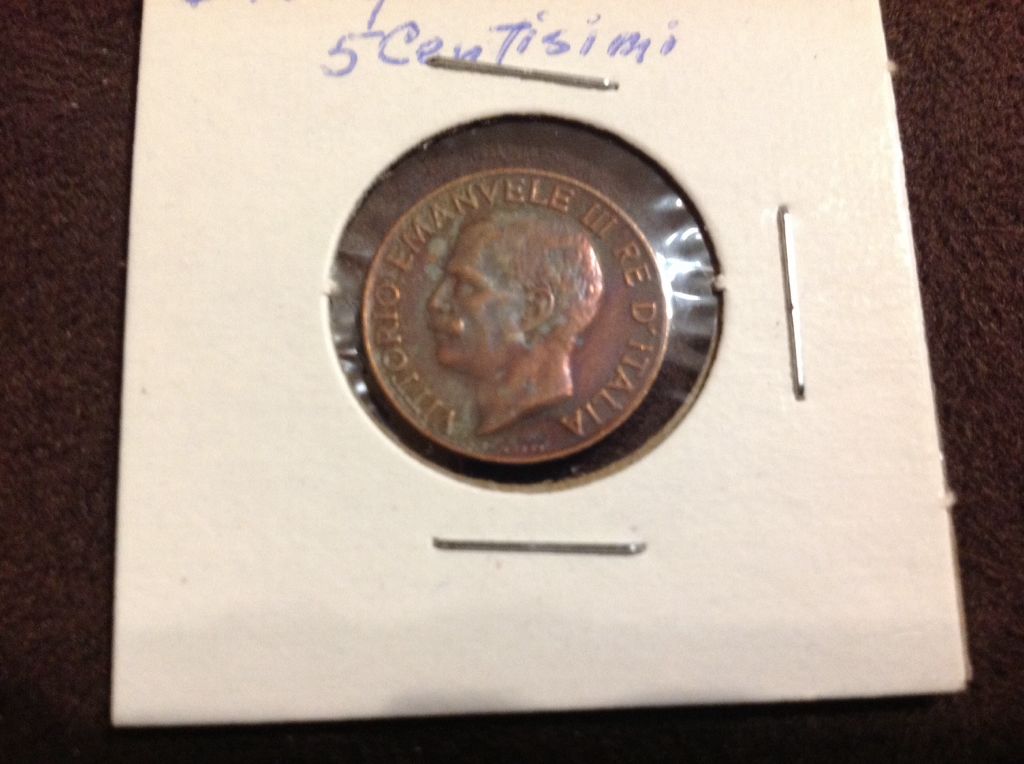 5 Centisimi
VITTORIO·EMANVELE III RE D'ITALIA